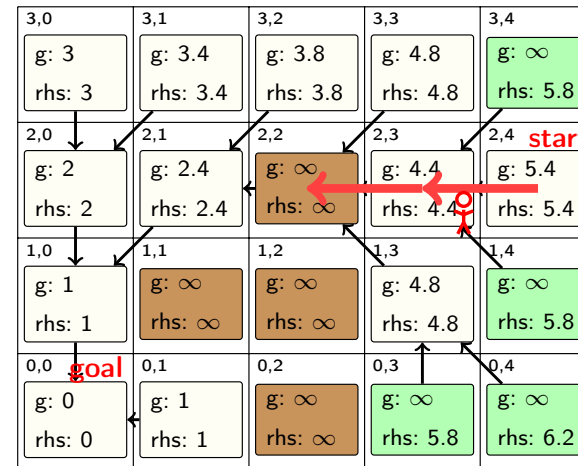 3,0 3,1 3,2 3,3 3,4
g: 3 g: 3.4 g: 3.8 g: 4.8 g: ∞
rhs: 3 rhs: 3.4 rhs: 3.8 rhs: 4.8 rhs: 5.8
2,0 2,1 2,2 2,3 2,4
star
g: 2 g: 2.4 g: ∞ g: 4.4 g: 5.4
rhs: 2 rhs: 2.4 rhs: ∞ rhs: 4.4 rhs: 5.4
1,0 1,1 1,2 1,3 1,4
g: 1 g: ∞ g: ∞ g: 4.8 g: ∞
rhs: 1 rhs: ∞ rhs: ∞ rhs: 4.8 rhs: 5.8
0,0 0,1 0,2 0,3 0,4
goal
g: 0 g: 1 g: ∞ g: ∞ g: ∞
rhs: 0 rhs: 1 rhs: ∞ rhs: 5.8 rhs: 6.2